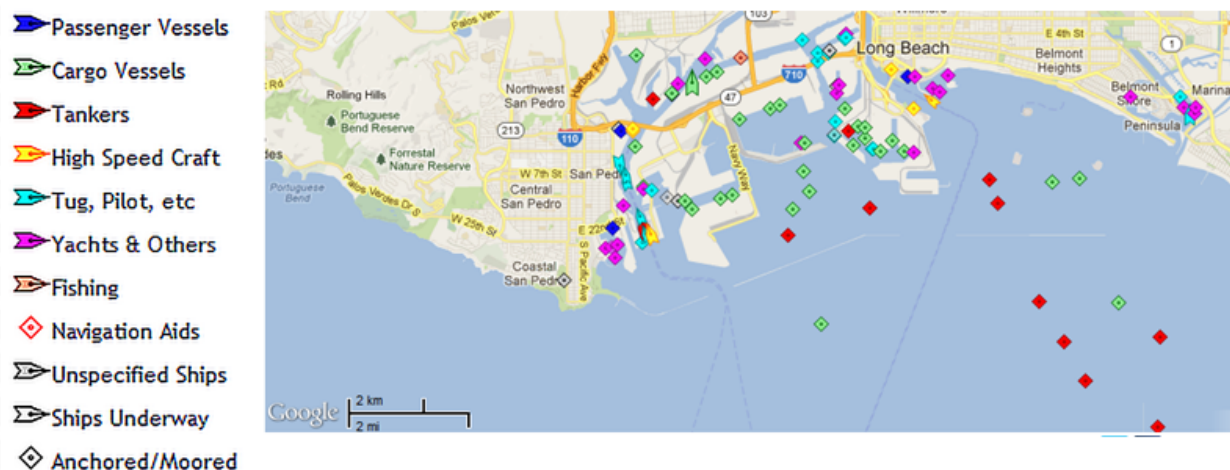 Passenger Vessels
Cargo Vessels
Tankers
High Speed Craft
Tug, Pilot, etc
Yachts & Others
Fishing
Navigation Aids
Unspecified Ships
Ships Underway
Anchored/Moored
Palos Verdes
103
Long Beach
E 4th St
1
Harbor Fwy
710
Belmont
Heights
Northwest
San Pedro
47
Rolling Hills
Belmont
Shore
Marina
Portuguese
Bend Reserve
213
110
Peninsula
Forrestal
Nature Reserve
Navy Way
Portuguese
Bend
W 7th St
San Pedro
Palos Verdes Dr S
Central
San Pedro
W 25th St
E 22nd St
S Pacific Ave
Coastal
San Pedro
Google
2 km
2 mi